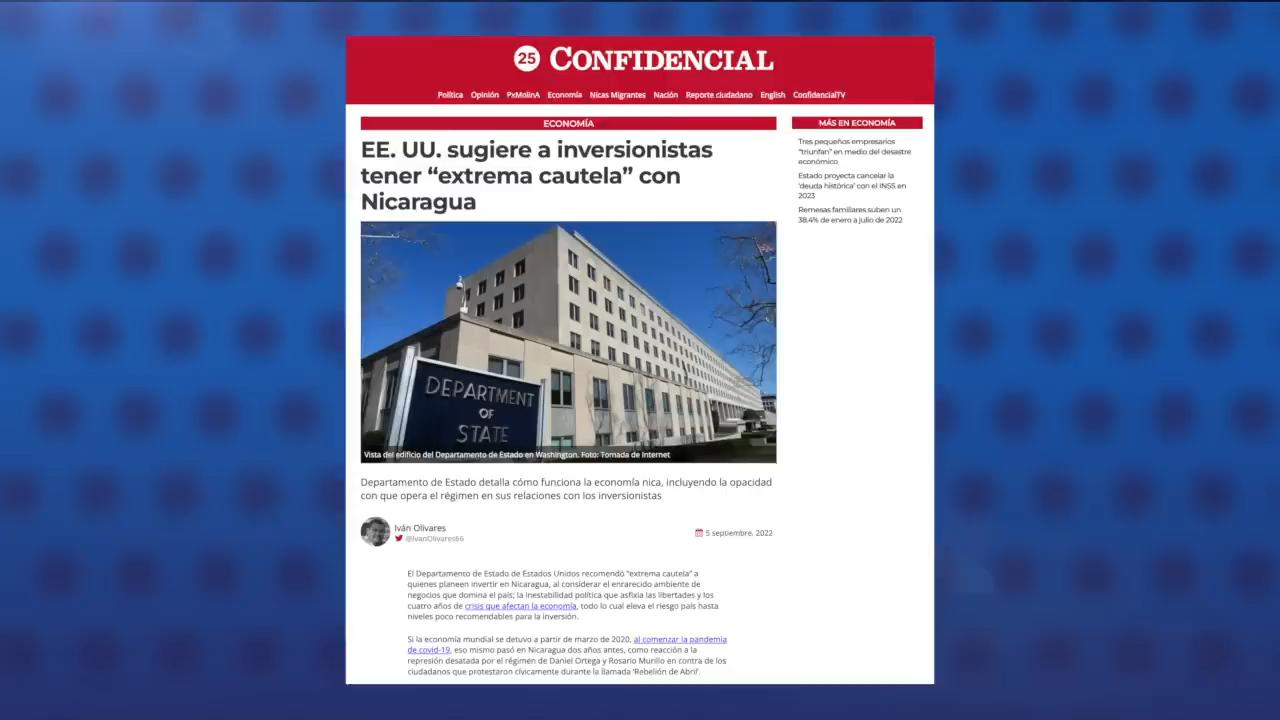 25 CONFIDENCIAL
Política Opinión PxMolinA Economía Nicas Migrantes Nación Reporte ciudadano English ConfidencialTV
ECONOMÍA
EE. UU. sugiere a inversionistas
tener “extrema cautela” con
Nicaragua
DEPARTMENT
OF
STATE
Vista del edificio del Departamento de Estado en Washington. Foto: Tomada de Internet
Departamento de Estado detalla cómo funciona la economía nica, incluyendo la opacidad
con que opera el régimen en sus relaciones con los inversionistas
Iván Olivares
@IvanOlivares66
5 septiembre, 2022
El Departamento de Estado de Estados Unidos recomendó “extrema cautela” a
quienes planeen invertir en Nicaragua, al considerar el enrarecido ambiente de
negocios que domina el país; la inestabilidad política que asfixia las libertades y los
cuatro años de crisis que afectan la economía, todo lo cual eleva el riesgo país hasta
niveles poco recomendables para la inversión.
Si la economía mundial se detuvo a partir de marzo de 2020, al comenzar la pandemia
de covid-19, eso mismo pasó en Nicaragua dos años antes, como reacción a la
represión desatada por el régimen de Daniel Ortega y Rosario Murillo en contra de los
ciudadanos que protestaron cívicamente durante la llamada ‘Rebelión de Abril’.
MÁS EN ECONOMÍA
Tres pequeños empresarios
“triunfan” en medio del desastre
económico
Estado proyecta cancelar la
‘deuda histórica’ con el INSS en
2023
Remesas familiares suben un
38.4% de enero a julio de 2022